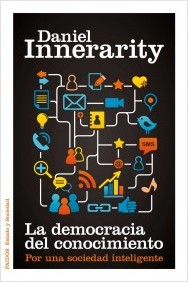 Daniel
Innerarity
SMS
La democracia
del conocimiento
Por una sociedad inteligente
PAIDÓS Estado y Sociedad